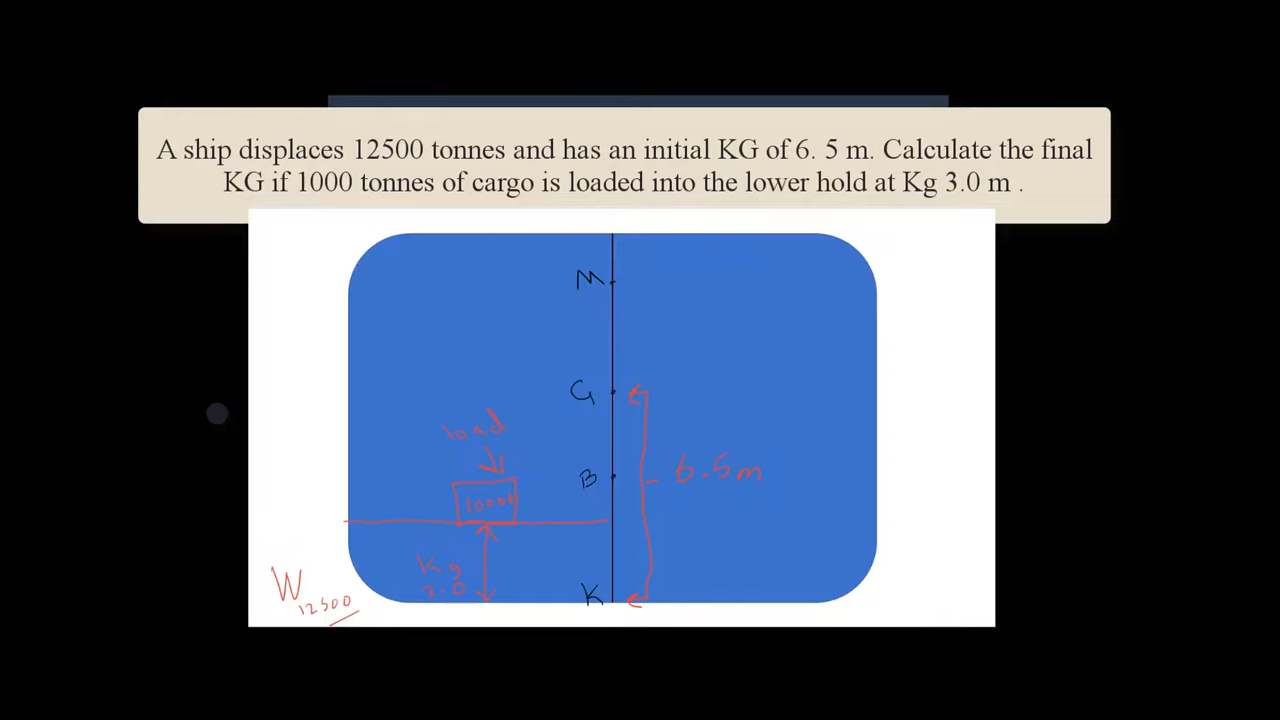 A ship displaces 12500 tonnes and has an initial KG of 6. 5 m. Calculate the final
KG if 1000 tonnes of cargo is loaded into the lower hold at Kg 3.0 m .
M
G
load
B
6.5m
1000t
Kg
3.0
K
W
12500